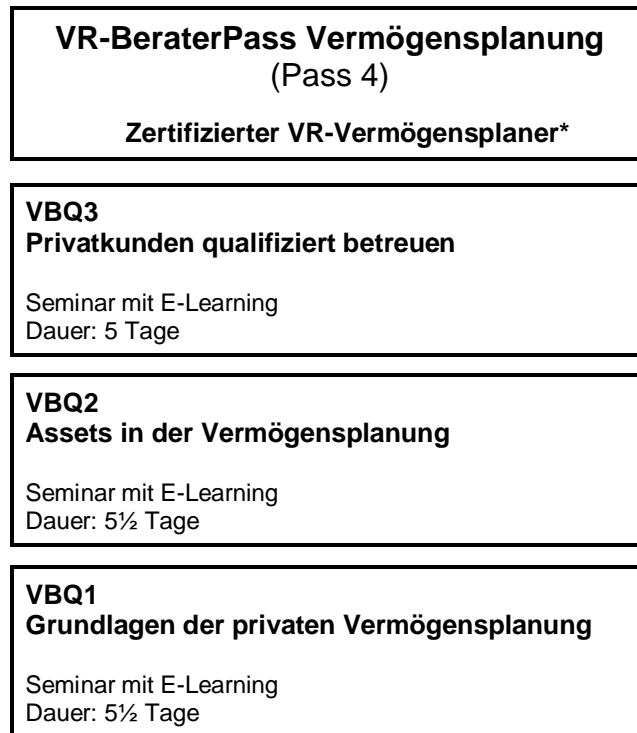 VR-BeraterPass Vermögensplanung
(Pass 4)
Zertifizierter VR-Vermögensplaner*
VBQ3
Privatkunden qualifiziert betreuen
Seminar mit E-Learning
Dauer: 5 Tage
VBQ2
Assets in der Vermögensplanung
Seminar mit E-Learning
Dauer: 5½ Tage
VBQ1
Grundlagen der privaten Vermögensplanung
Seminar mit E-Learning
Dauer: 5½ Tage